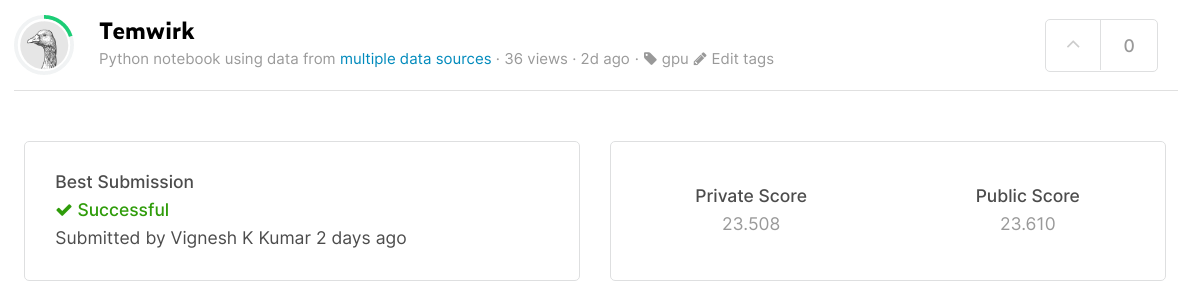 Temwirk
Python notebook using data from multiple data sources · 36 views · 2d ago · gpu Edit tags
0
Best Submission
Successful
Submitted by Vignesh K Kumar 2 days ago
Private Score
23.508
Public Score
23.610